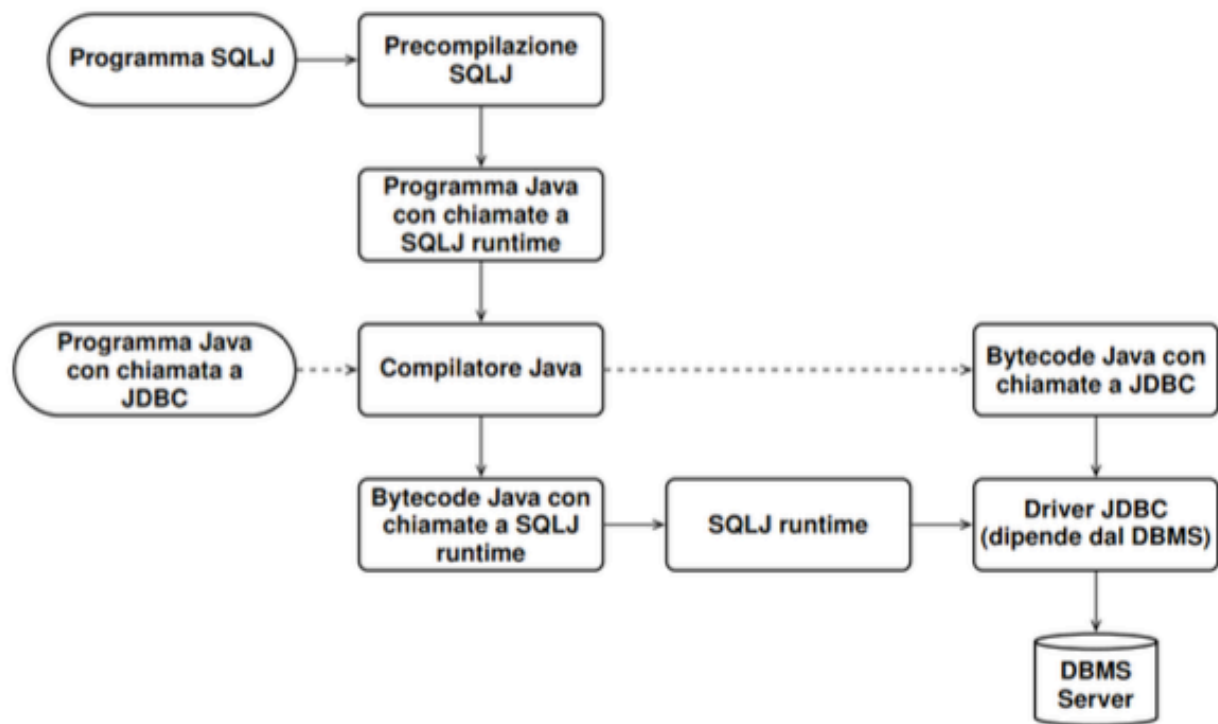 Programma SQLJ
Precompilazione
SQLJ
Programma Java
con chiamate a
SQLJ runtime
Programma Java
con chiamata a
JDBC
Compilatore Java
Bytecode Java con
chiamate a JDBC
Bytecode Java con
chiamate a SQLJ
runtime
SQLJ runtime
Driver JDBC
(dipende dal DBMS)
DBMS
Server